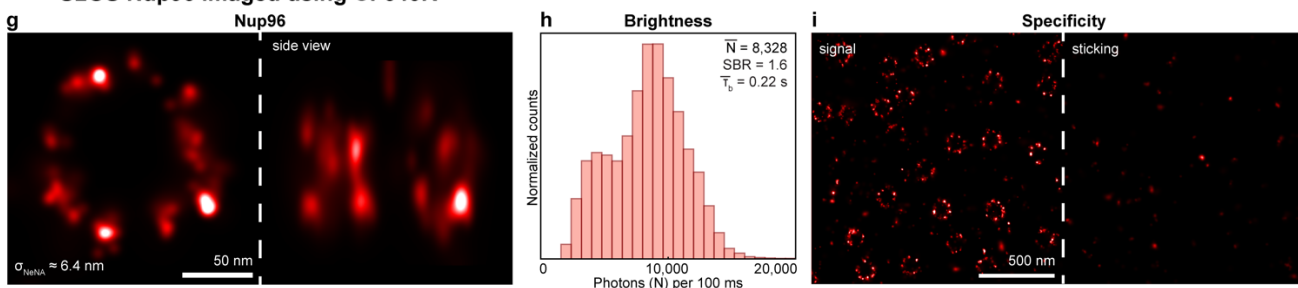 g
Nup96
side view
σNeNA ≈ 6.4 nm
50 nm
h
Brightness
N̅ = 8,328
SBR = 1.6
τ̅b = 0.22 s
Normalized counts
0
10,000
20,000
Photons (N) per 100 ms
i
Specificity
signal
sticking
500 nm